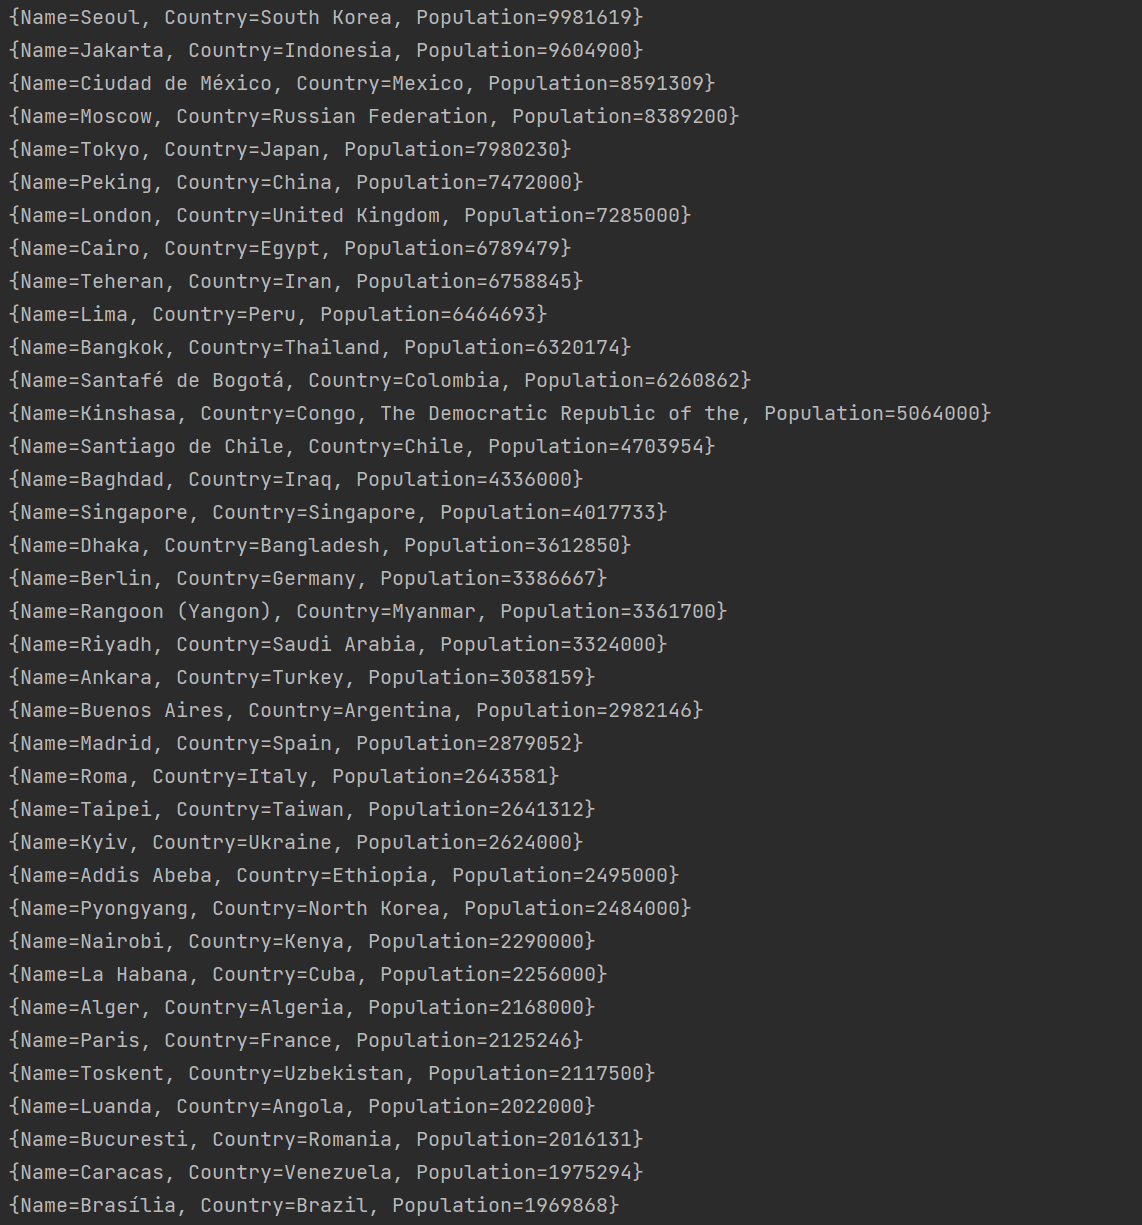 {Name=Seoul, Country=South Korea, Population=9981619}
{Name=Jakarta, Country=Indonesia, Population=9604900}
{Name=Ciudad de México, Country=Mexico, Population=8591309}
{Name=Moscow, Country=Russian Federation, Population=8389200}
{Name=Tokyo, Country=Japan, Population=7980230}
{Name=Peking, Country=China, Population=7472000}
{Name=London, Country=United Kingdom, Population=7285000}
{Name=Cairo, Country=Egypt, Population=6789479}
{Name=Teheran, Country=Iran, Population=6758845}
{Name=Lima, Country=Peru, Population=6464693}
{Name=Bangkok, Country=Thailand, Population=6320174}
{Name=Santafé de Bogotá, Country=Colombia, Population=6260862}
{Name=Kinshasa, Country=Congo, The Democratic Republic of the, Population=5064000}
{Name=Santiago de Chile, Country=Chile, Population=4703954}
{Name=Baghdad, Country=Iraq, Population=4336000}
{Name=Singapore, Country=Singapore, Population=4017733}
{Name=Dhaka, Country=Bangladesh, Population=3612850}
{Name=Berlin, Country=Germany, Population=3386667}
{Name=Rangoon (Yangon), Country=Myanmar, Population=3361700}
{Name=Riyadh, Country=Saudi Arabia, Population=3324000}
{Name=Ankara, Country=Turkey, Population=3038159}
{Name=Buenos Aires, Country=Argentina, Population=2982146}
{Name=Madrid, Country=Spain, Population=2879052}
{Name=Roma, Country=Italy, Population=2643581}
{Name=Taipei, Country=Taiwan, Population=2641312}
{Name=Kyiv, Country=Ukraine, Population=2624000}
{Name=Addis Abeba, Country=Ethiopia, Population=2495000}
{Name=Pyongyang, Country=North Korea, Population=2484000}
{Name=Nairobi, Country=Kenya, Population=2290000}
{Name=La Habana, Country=Cuba, Population=2256000}
{Name=Alger, Country=Algeria, Population=2168000}
{Name=Paris, Country=France, Population=2125246}
{Name=Toskent, Country=Uzbekistan, Population=2117500}
{Name=Luanda, Country=Angola, Population=2022000}
{Name=Bucuresti, Country=Romania, Population=2016131}
{Name=Caracas, Country=Venezuela, Population=1975294}
{Name=Brasília, Country=Brazil, Population=1969868}